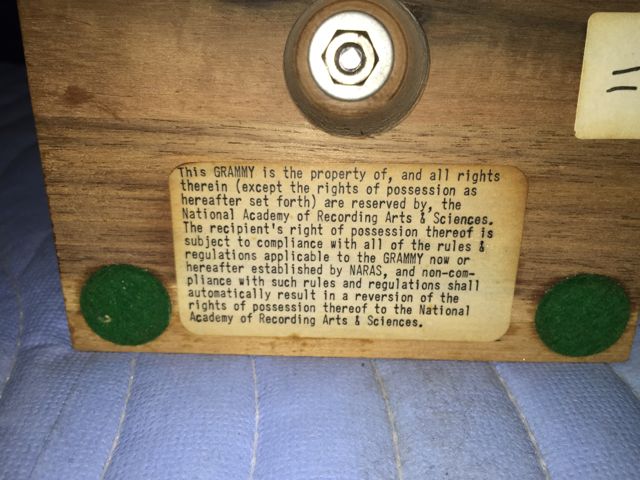 This GRAMMY is the property of, and all rights
therein (except the rights of possession as
hereafter set forth) are reserved by, the
National Academy of Recording Arts & Sciences.
The recipient's right of possession thereof is
subject to compliance with all of the rules &
regulations applicable to the GRAMMY now or
hereafter established by NARAS, and non-com-
pliance with such rules and regulations shall
automatically result in a reversion of the
rights of possession thereof to the National
Academy of Recording Arts & Sciences.